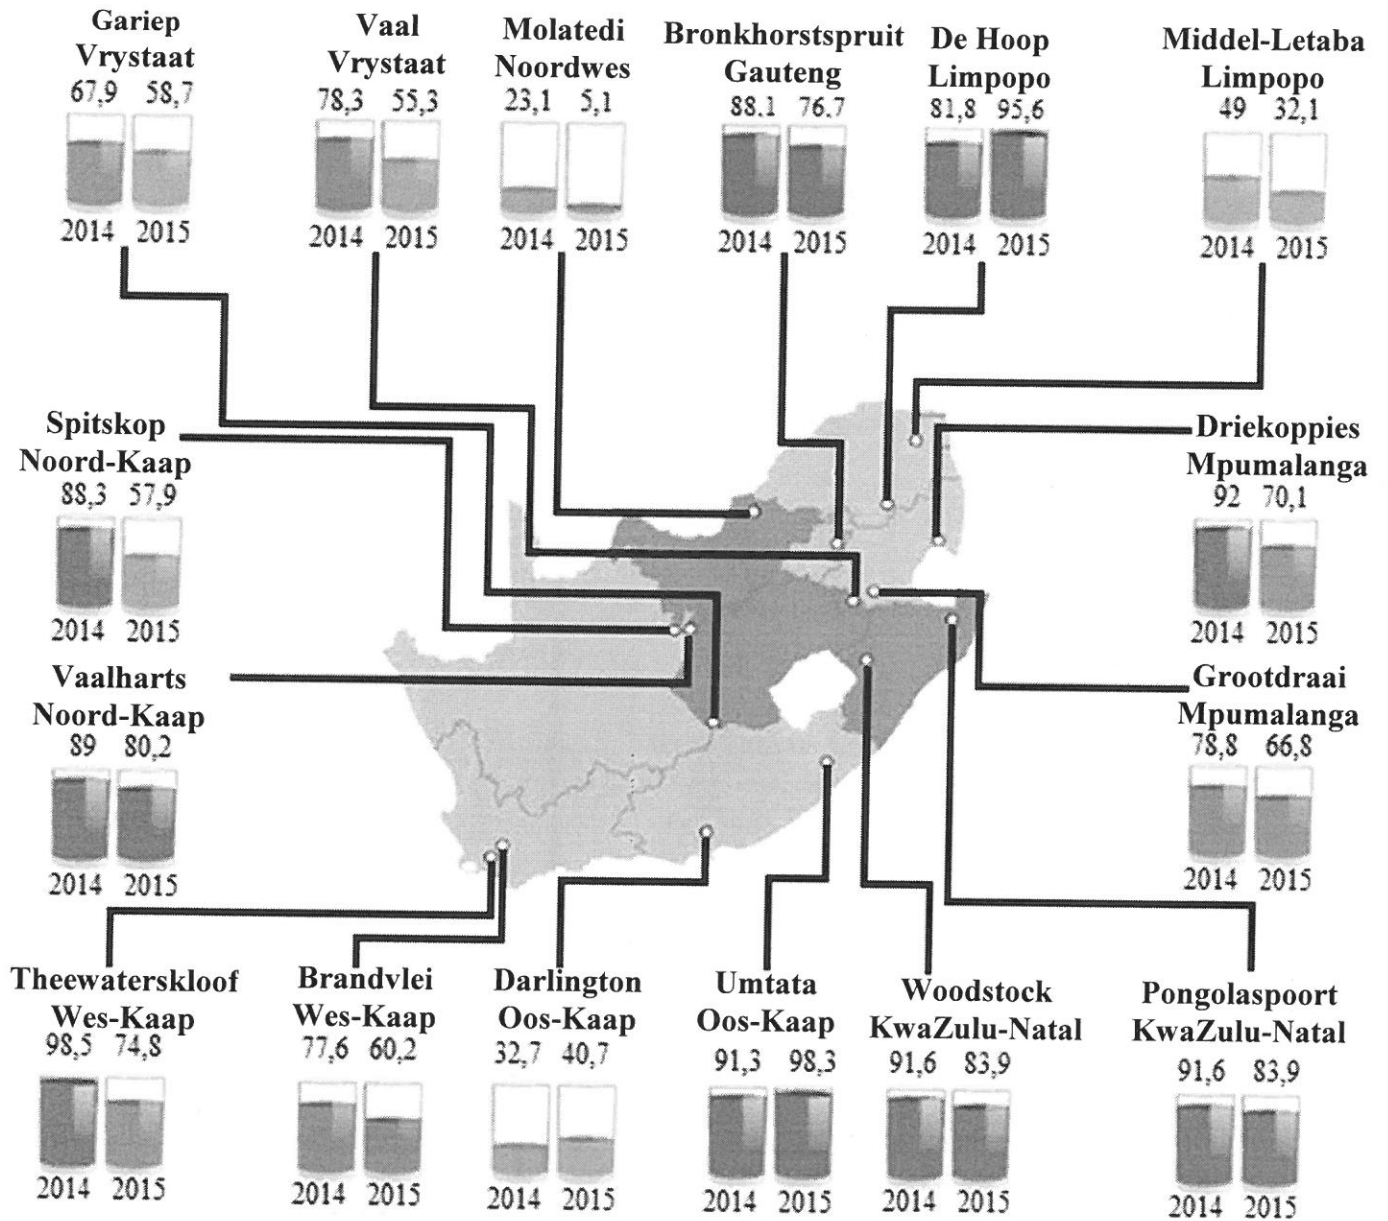 Gariep
Vrystaat
67,9 58,7
2014 2015
Vaal
Vrystaat
78,3 55,3
2014 2015
Molatedi
Noordwes
23,1 5,1
2014 2015
Bronkhorstspruit
Gauteng
88.1 76.7
2014 2015
De Hoop
Limpopo
81,8 95,6
2014 2015
Middel-Letaba
Limpopo
49 32,1
2014 2015
Spitskop
Noord-Kaap
88,3 57,9
2014 2015
Driekoppies
Mpumalanga
92 70,1
2014 2015
Vaalharts
Noord-Kaap
89 80,2
2014 2015
Grootdraai
Mpumalanga
78,8 66,8
2014 2015
Theewaterskloof
Wes-Kaap
98,5 74,8
2014 2015
Brandvlei
Wes-Kaap
77,6 60,2
2014 2015
Darlington
Oos-Kaap
32,7 40,7
2014 2015
Umtata
Oos-Kaap
91,3 98,3
2014 2015
Woodstock
KwaZulu-Natal
91,6 83,9
2014 2015
Pongolaspoort
KwaZulu-Natal
91,6 83,9
2014 2015